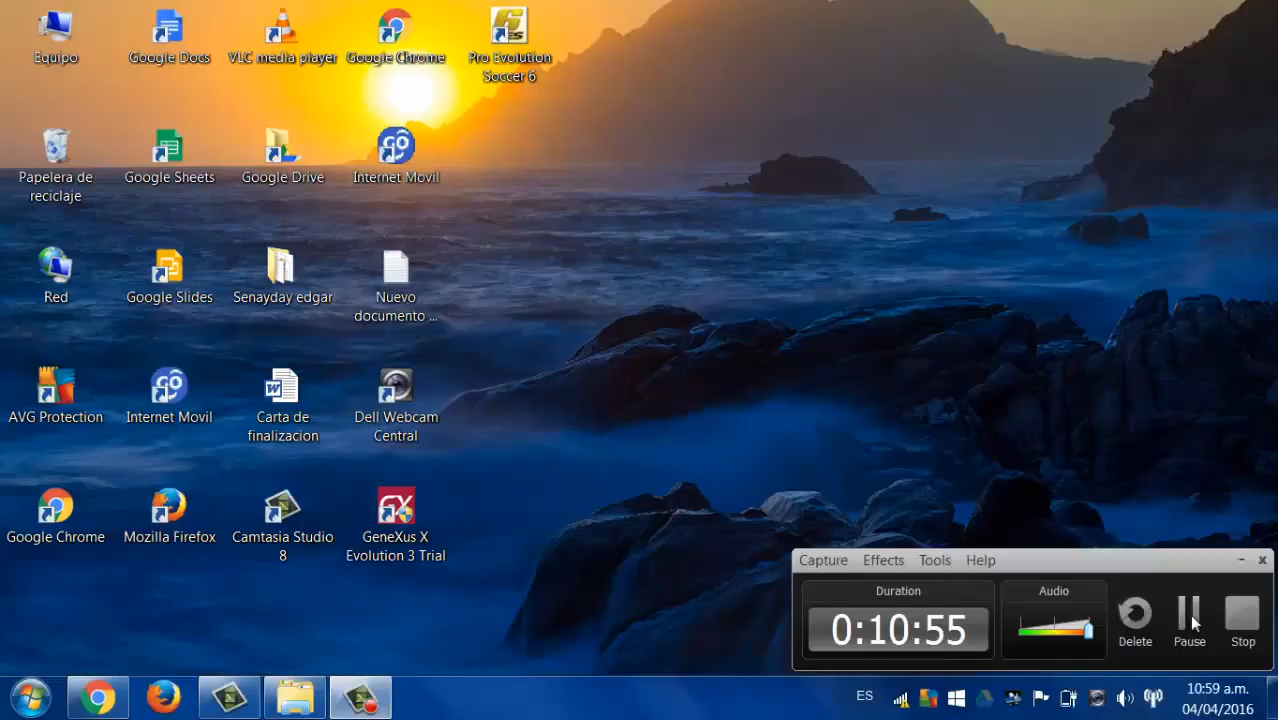 Equipo
Google Docs
VLC media player
Google Chrome
Pro Evolution
Soccer 6
Papelera de
reciclaje
Google Sheets
Google Drive
Internet Movil
Red
Google Slides
Senayday edgar
Nuevo
documento ...
AVG Protection
Internet Movil
Carta de
finalizacion
Dell Webcam
Central
Google Chrome
Mozilla Firefox
Camtasia Studio
8
GeneXus X
Evolution 3 Trial
Capture Effects Tools Help
Duration
Audio
0:10:55
Delete
Pause
Stop
ES
10:59 a.m.
04/04/2016